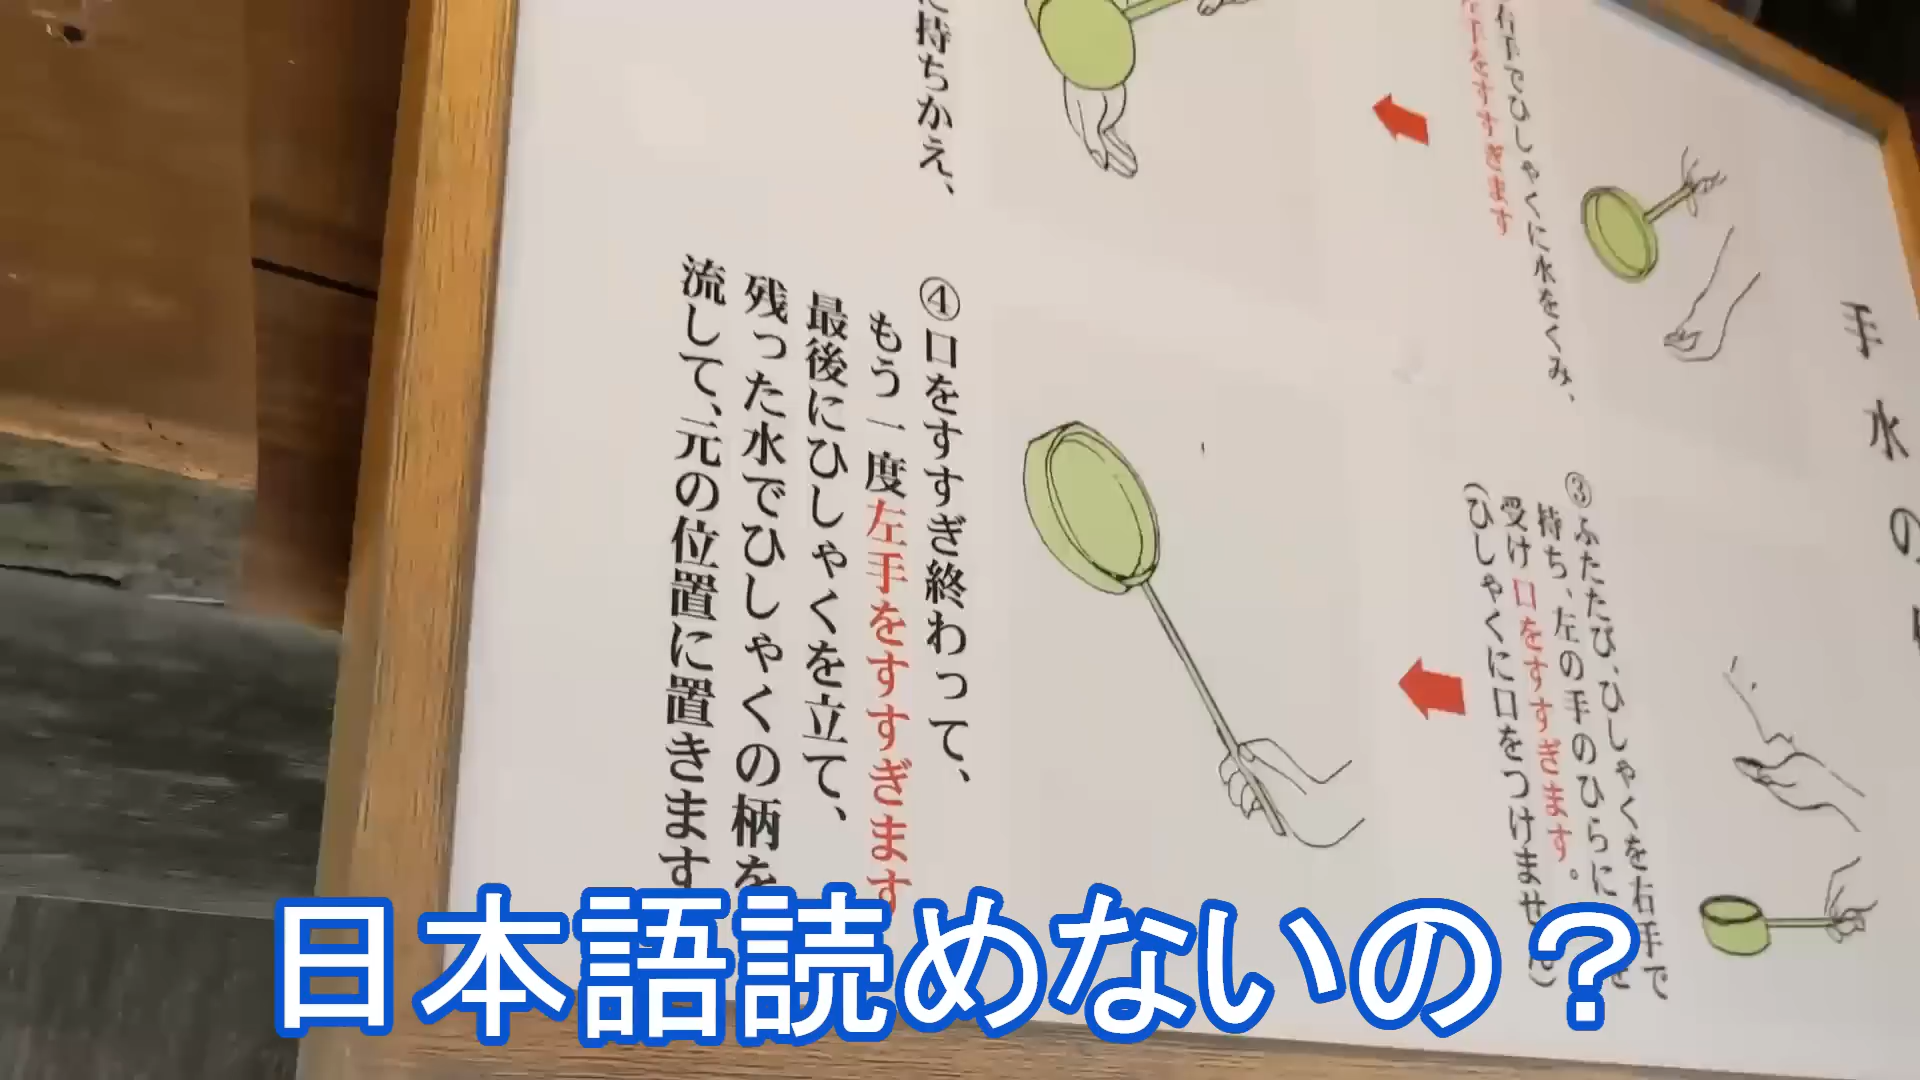 手水の
右手でひしゃくに水をくみ、
左手をすすぎます
に持ちかえ、
③ふたたび、ひしゃくを右手で
持ち、左の手のひらに
受け口をすすぎます。
(ひしゃくに口をつけませ
④口をすすぎ終わって、
もう一度左手をすすぎます
最後にひしゃくを立て、
残った水でひしゃくの柄を
流して、元の位置に置きます
日本語読めないの?